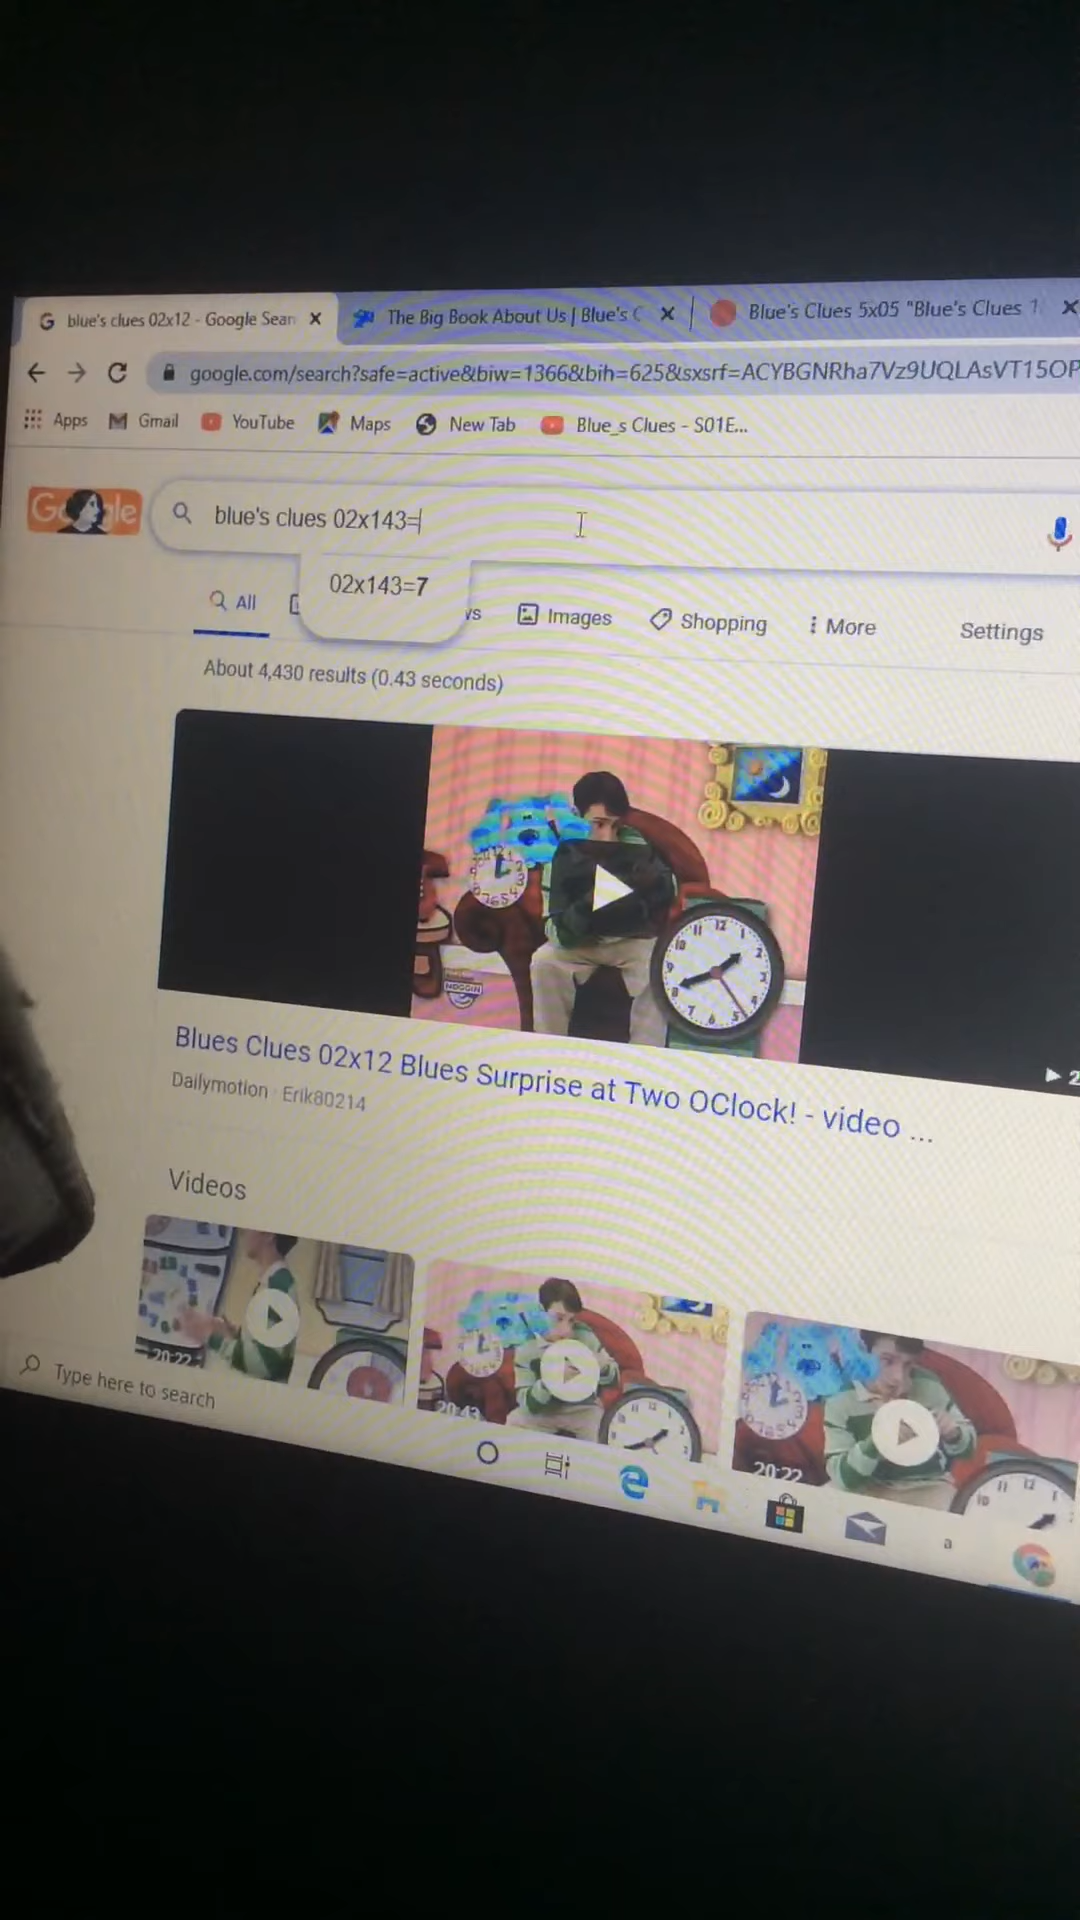 blue's clues 02x12 - Google Sear
The Big Book About Us | Blue's C
Blue's Clues 5x05 "Blue's Clues 1
google.com/search?safe=active&biw=1366&bih=625&sxsrf=ACYBGNRha7Vz9UQLAsVT15OP
Apps
Gmail
YouTube
Maps
New Tab
Blue_s Clues - S01E...
Google
blue's clues 02x143=
02x143=7
All
Images
Shopping
More
Settings
About 4,430 results (0.43 seconds)
NOGGIN
Blues Clues 02x12 Blues Surprise at Two OClock! - video ...
Dailymotion · Erik80214
Videos
20:22
20:43
20:22
Type here to search
a